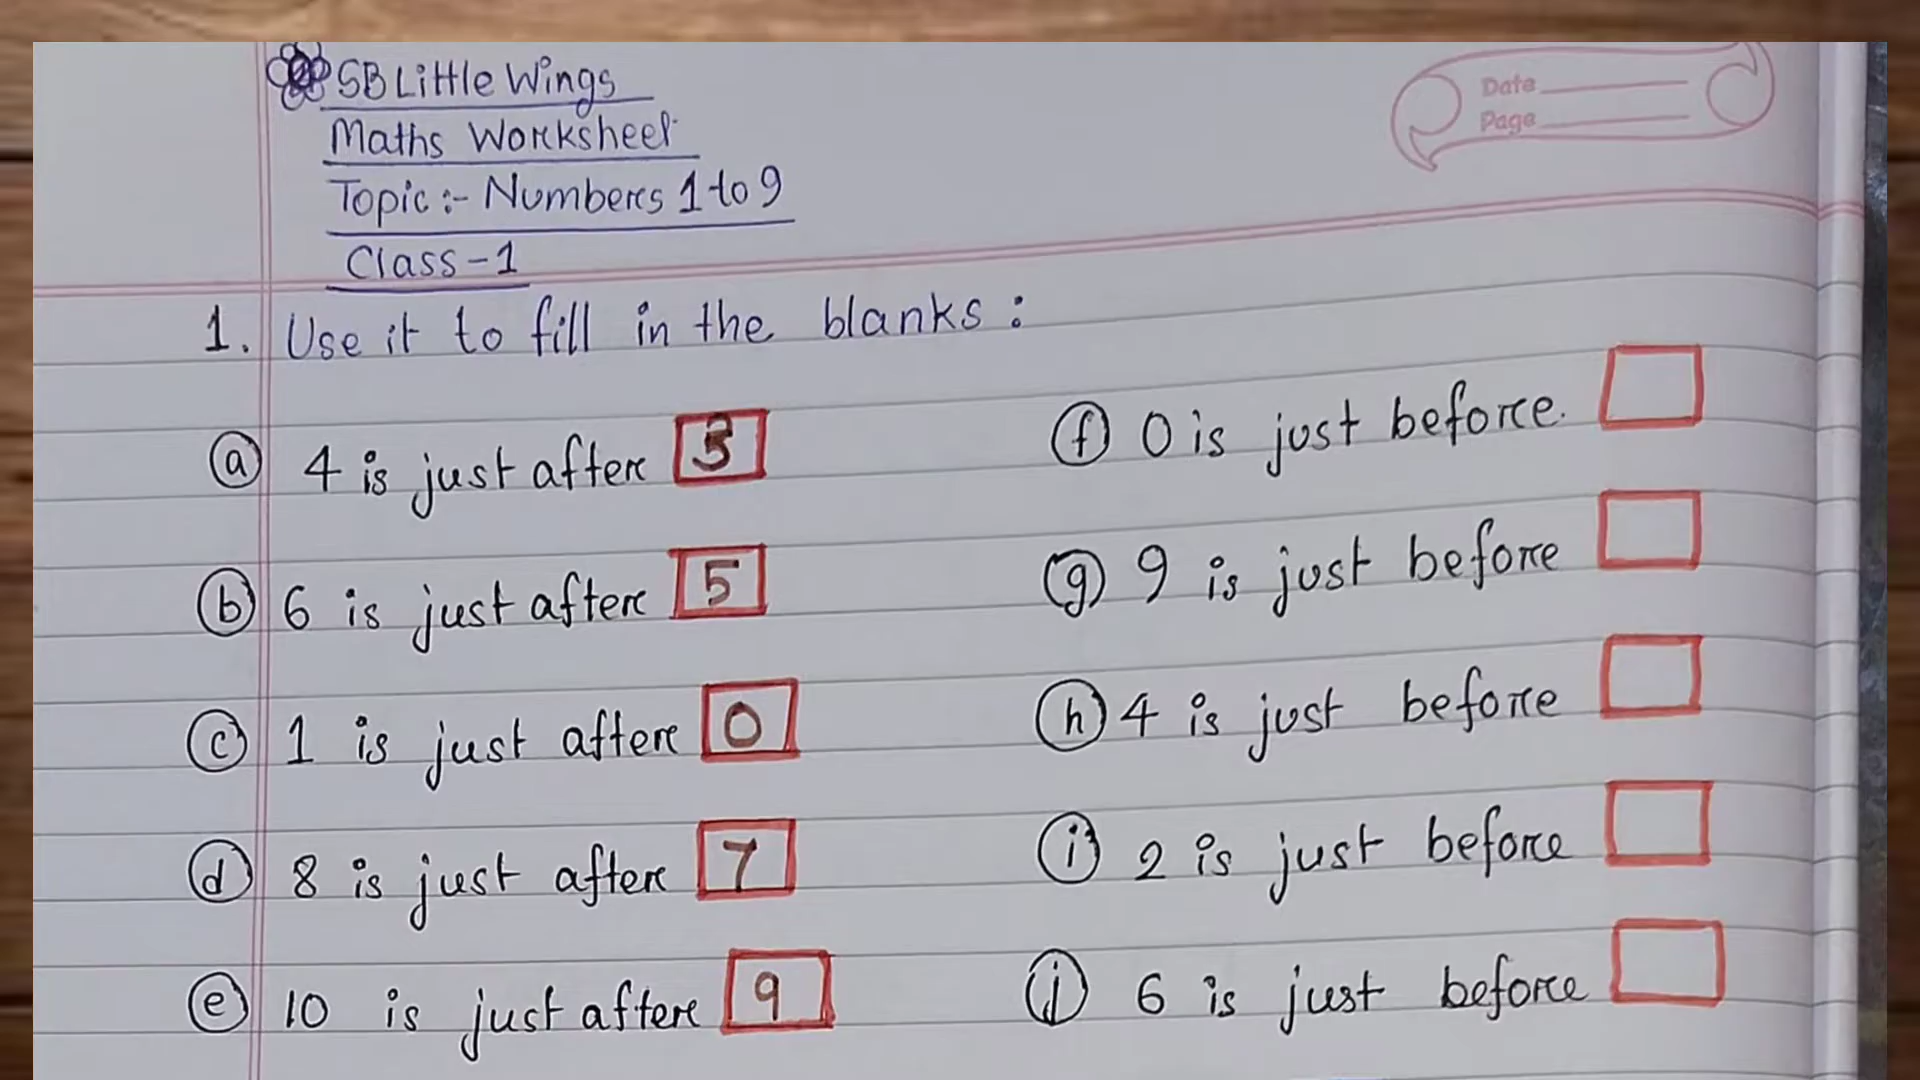 SB Little Wings
Maths Worksheet
Topic :- Numbers 1 to 9
Class - 1
Date
Page
1. Use it to fill in the blanks :
a 4 is just after 3
b 6 is just after 5
c 1 is just after 0
d 8 is just after 7
e 10 is just after 9
f 0 is just before.
g 9 is just before
h 4 is just before
i 2 is just before
j 6 is just before